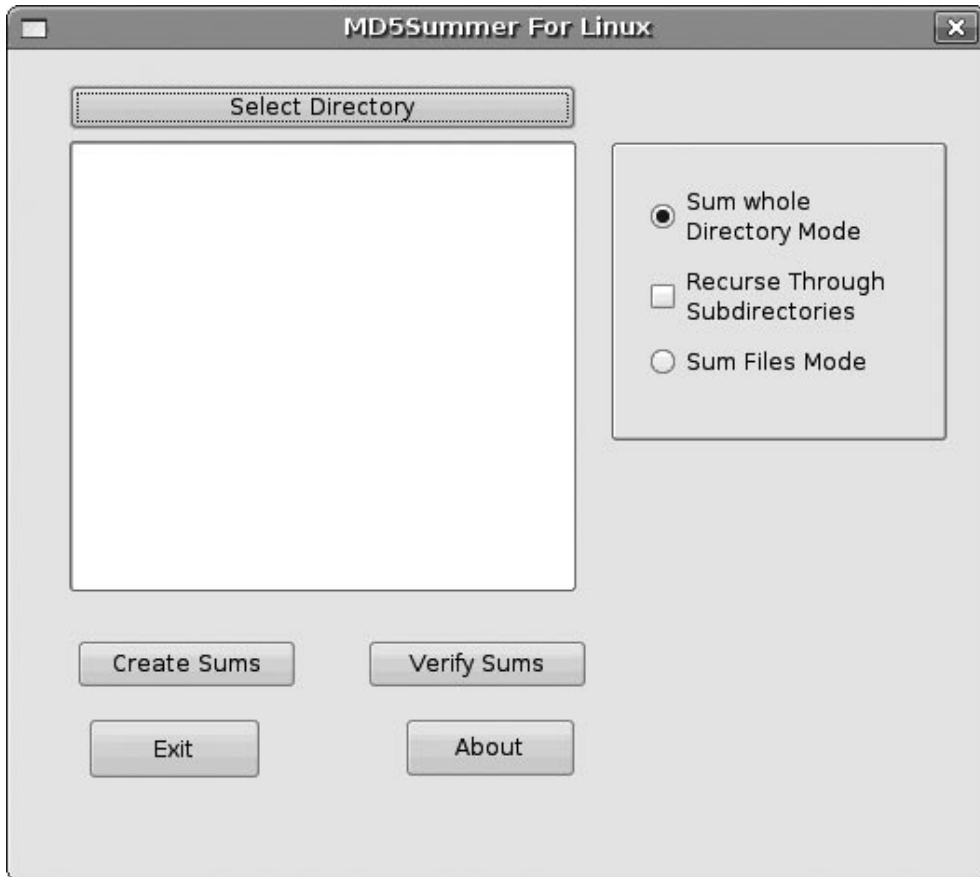 MD5Summer For Linux
Select Directory
Sum whole
Directory Mode
Recurse Through
Subdirectories
Sum Files Mode
Create Sums
Verify Sums
Exit
About